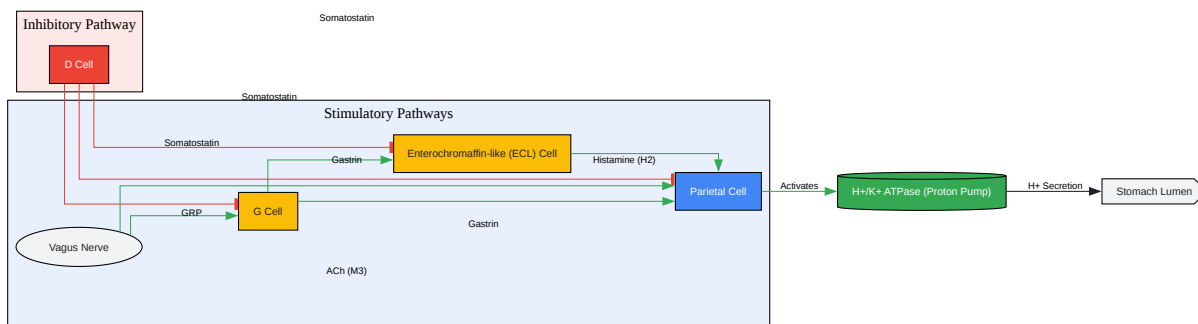 Somatostatin
Inhibitory Pathway
D Cell
Somatostatin
Stimulatory Pathways
Somatostatin
Enterochromaffin-like (ECL) Cell
Gastrin
Histamine (H2)
Parietal Cell
Activates
H+/K+ ATPase (Proton Pump)
H+ Secretion
Stomach Lumen
GRP
G Cell
Gastrin
Vagus Nerve
ACh (M3)